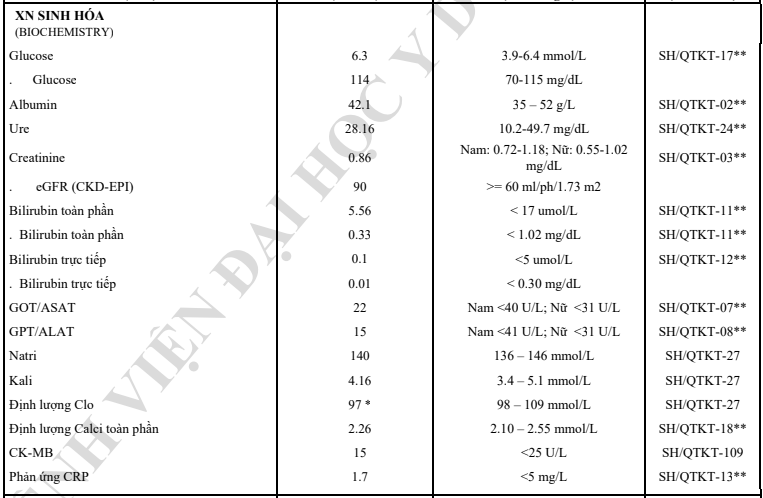 XN SINH HÓA
(BIOCHEMISTRY)
Glucose 6.3 3.9-6.4 mmol/L SH/QTKT-17**
. Glucose 114 70-115 mg/dL
Albumin 42.1 35 – 52 g/L SH/QTKT-02**
Ure 28.16 10.2-49.7 mg/dL SH/QTKT-24**
Creatinine 0.86 Nam: 0.72-1.18; Nữ: 0.55-1.02 mg/dL SH/QTKT-03**
. eGFR (CKD-EPI) 90 >= 60 ml/ph/1.73 m2
Bilirubin toàn phần 5.56 < 17 umol/L SH/QTKT-11**
. Bilirubin toàn phần 0.33 < 1.02 mg/dL SH/QTKT-11**
Bilirubin trực tiếp 0.1 <5 umol/L SH/QTKT-12**
. Bilirubin trực tiếp 0.01 < 0.30 mg/dL
GOT/ASAT 22 Nam <40 U/L; Nữ <31 U/L SH/QTKT-07**
GPT/ALAT 15 Nam <41 U/L; Nữ <31 U/L SH/QTKT-08**
Natri 140 136 – 146 mmol/L SH/QTKT-27
Kali 4.16 3.4 – 5.1 mmol/L SH/QTKT-27
Định lượng Clo 97 * 98 – 109 mmol/L SH/QTKT-27
Định lượng Calci toàn phần 2.26 2.10 – 2.55 mmol/L SH/QTKT-18**
CK-MB 15 <25 U/L SH/QTKT-109
Phản ứng CRP 1.7 <5 mg/L SH/QTKT-13**
ỆNH VIỆN ĐẠI HỌC Y D